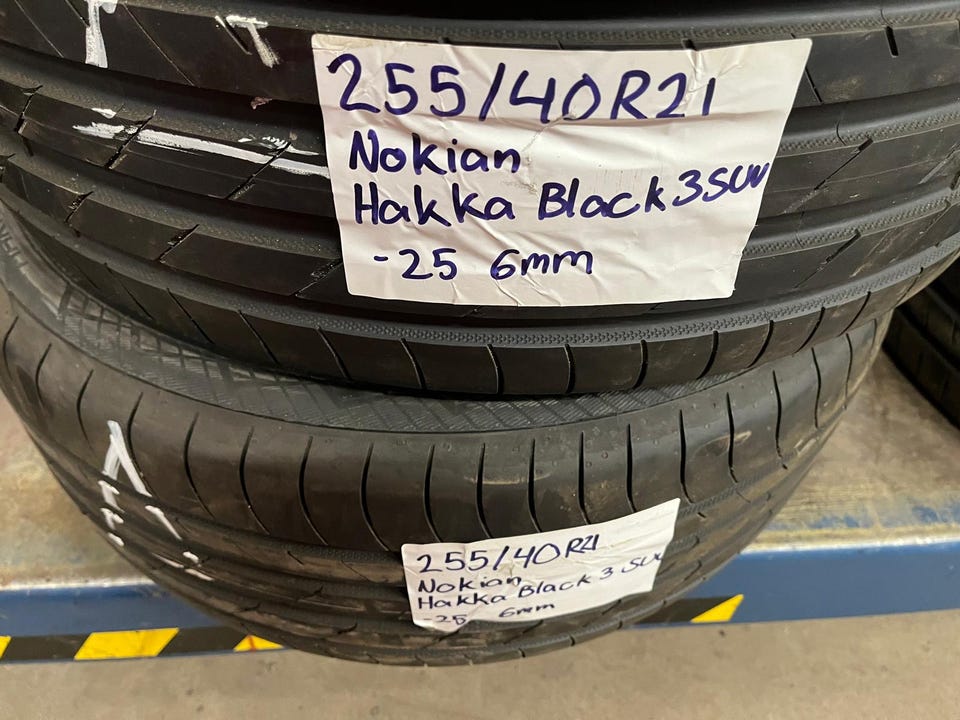 255/40R21
Nokian
Hakka Black 3 SUV
-25 6mm
255/40R21
Nokian
Hakka Black 3 SUV
-25 6mm